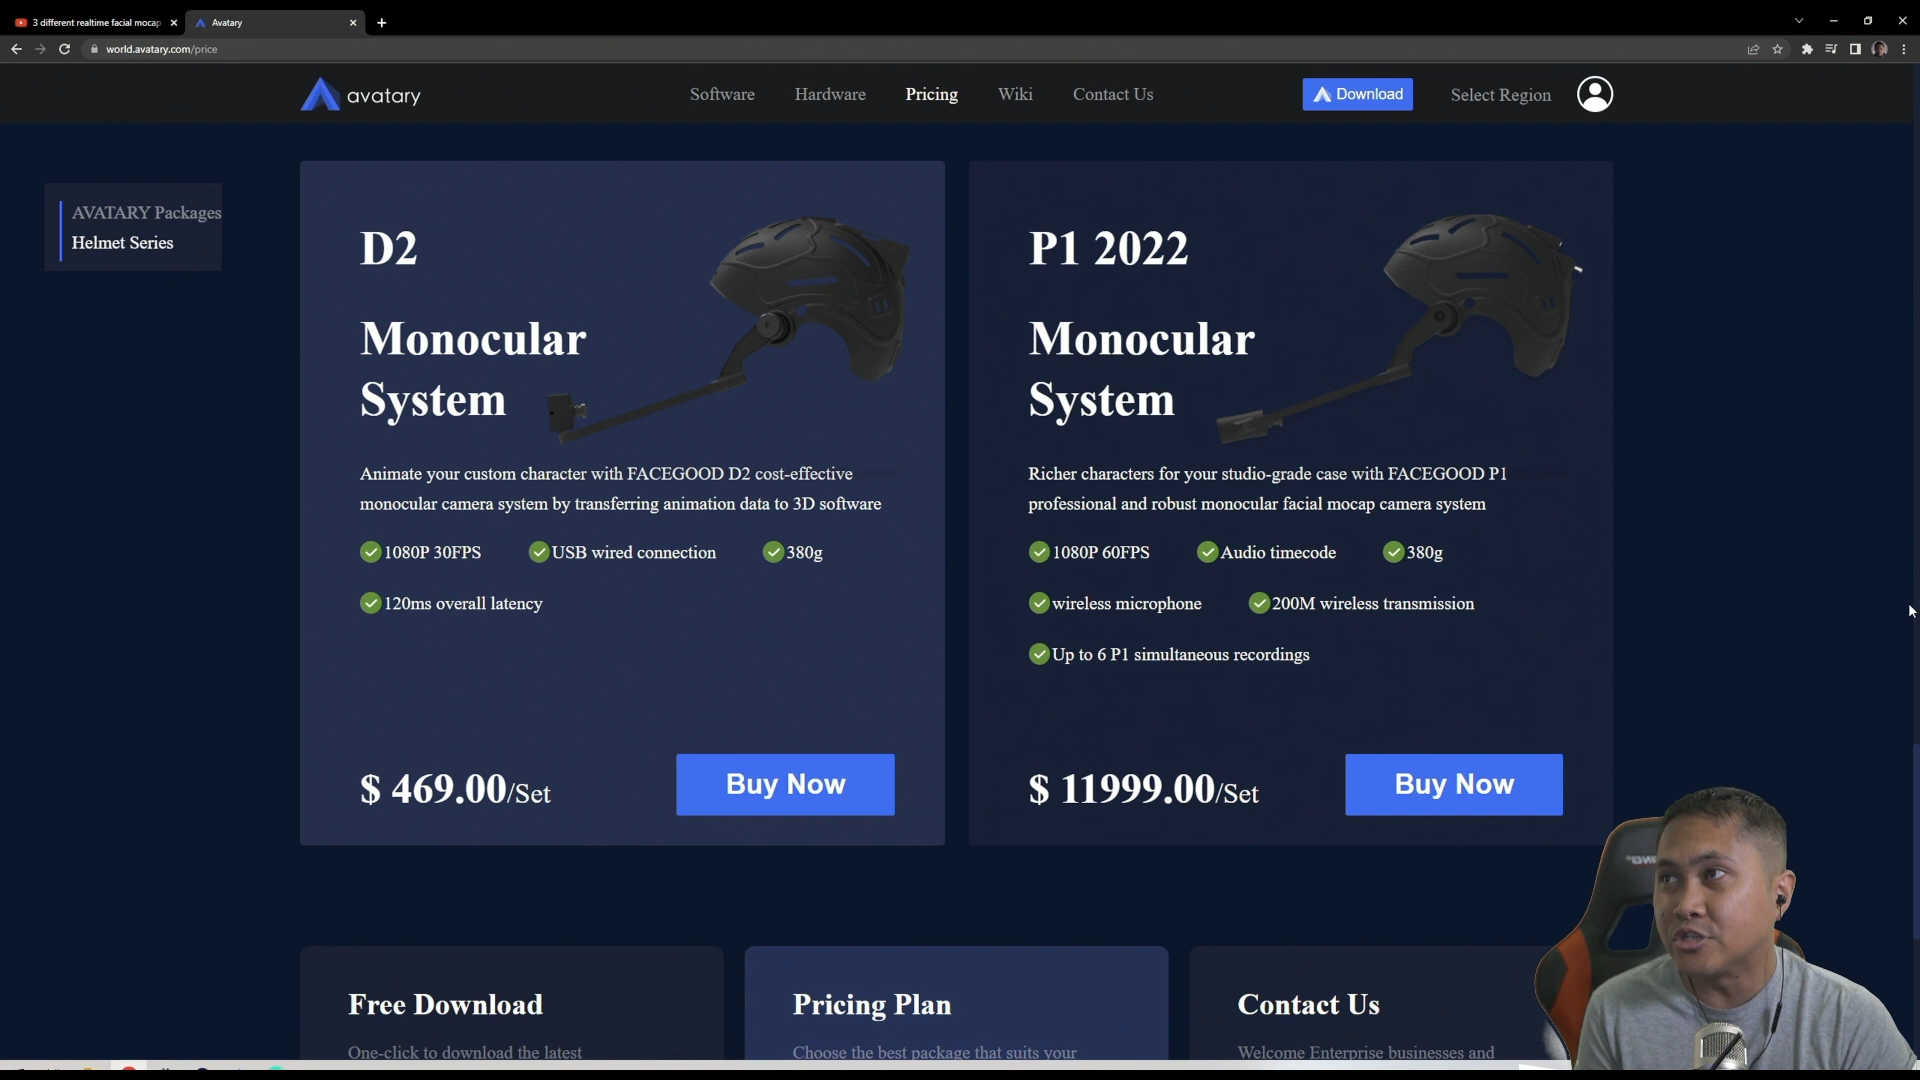 3 different realtime facial mocap
Avatary
world.avatary.com/price
avatary
Software
Hardware
Pricing
Wiki
Contact Us
Download
Select Region
AVATARY Packages
Helmet Series
D2
Monocular
System
Animate your custom character with FACEGOOD D2 cost-effective
monocular camera system by transferring animation data to 3D software
1080P 30FPS
USB wired connection
380g
120ms overall latency
$ 469.00/Set
Buy Now
P1 2022
Monocular
System
Richer characters for your studio-grade case with FACEGOOD P1
professional and robust monocular facial mocap camera system
1080P 60FPS
Audio timecode
380g
wireless microphone
200M wireless transmission
Up to 6 P1 simultaneous recordings
$ 11999.00/Set
Buy Now
Free Download
One-click to download the latest
Pricing Plan
Choose the best package that suits your
Contact Us
Welcome Enterprise businesses and